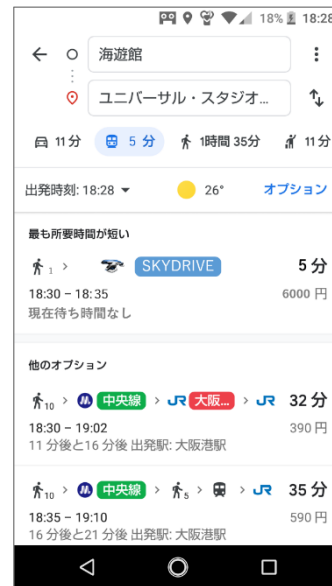 18% 18:28
海遊館
ユニバーサル・スタジオ...
11分 5 分 1時間 35分 11分
出発時刻: 18:28 26° オプション
最も所要時間が短い
1 > SKYDRIVE 5 分
18:30 – 18:35 6000 円
現在待ち時間なし
他のオプション
10 > 中央線 > JR 大阪... > JR 32 分
18:30 – 19:02 390 円
11 分後と16 分後 出発駅: 大阪港駅
10 > 中央線 > 5 > > JR 35 分
18:35 – 19:10 590 円
16 分後と21 分後 出発駅: 大阪港駅